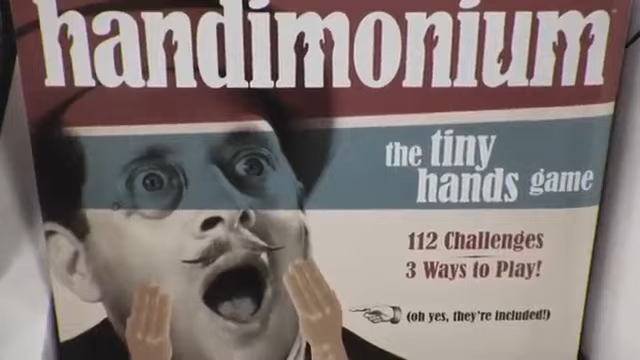 handimonium
the tiny
hands game
112 Challenges
3 Ways to Play!
(oh yes, they're included!)